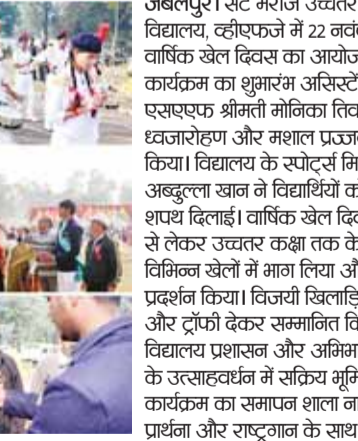 जबलपुर। सेंट मेरीज उच्चतर
विद्यालय, व्हीएफजे में 22 नवं
वार्षिक खेल दिवस का आयोज
कार्यक्रम का शुभारंभ असिस्टें
एसएएफ श्रीमती मोनिका तिव
ध्वजारोहण और मशाल प्रज्ज
किया। विद्यालय के स्पोर्ट्स मि
अब्दुल्ला खान ने विद्यार्थियों को
शपथ दिलाई। वार्षिक खेल दि
से लेकर उच्चतर कक्षा तक के
विभिन्न खेलों में भाग लिया औ
प्रदर्शन किया। विजयी खिलाड़ि
और ट्रॉफी देकर सम्मानित कि
विद्यालय प्रशासन और अभिभा
के उत्साहवर्धन में सक्रिय भूमि
कार्यक्रम का समापन शाला ना
प्रार्थना और राष्ट्रगान के साथ